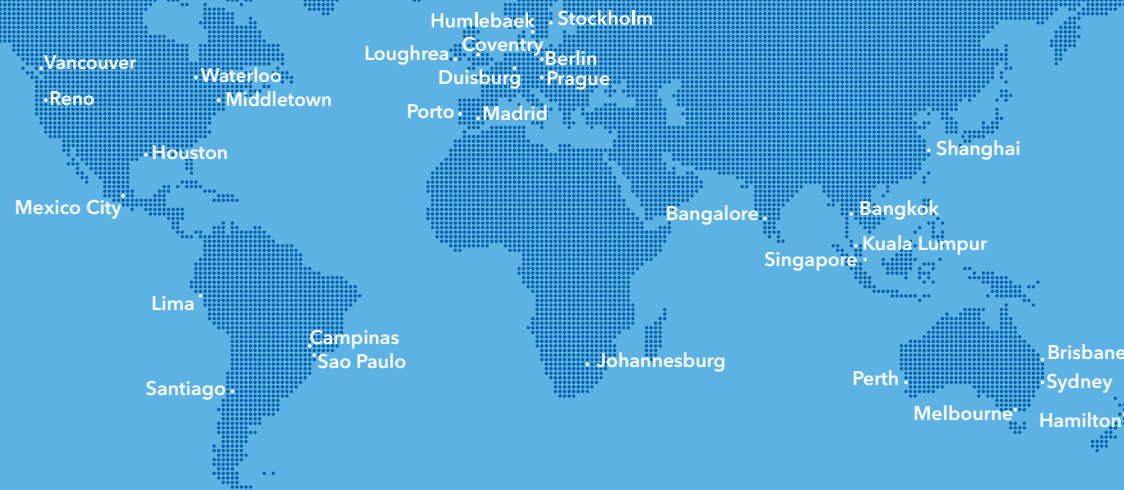 Humlebaek
Stockholm
Coventry
Loughrea
Berlin
Vancouver
Waterloo
Duisburg
Prague
Reno
Middletown
Porto
Madrid
Houston
Shanghai
Mexico City
Bangalore
Bangkok
Kuala Lumpur
Singapore
Lima
Campinas
Sao Paulo
Johannesburg
Brisbane
Santiago
Perth
Sydney
Melbourne
Hamilton